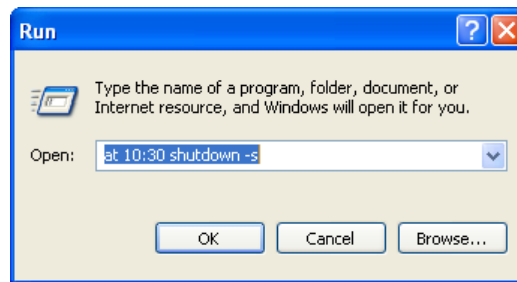 Run
Type the name of a program, folder, document, or
Internet resource, and Windows will open it for you.
Open:
at 10:30 shutdown -s
OK
Cancel
Browse...